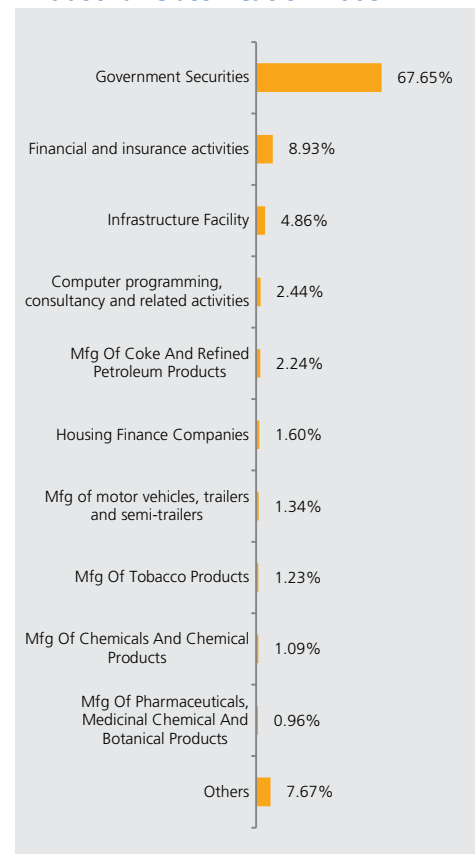 Government Securities 67.65%
Financial and insurance activities 8.93%
Infrastructure Facility 4.86%
Computer programming,
consultancy and related activities 2.44%
Mfg Of Coke And Refined
Petroleum Products 2.24%
Housing Finance Companies 1.60%
Mfg of motor vehicles, trailers
and semi-trailers 1.34%
Mfg Of Tobacco Products 1.23%
Mfg Of Chemicals And Chemical
Products 1.09%
Mfg Of Pharmaceuticals,
Medicinal Chemical And
Botanical Products 0.96%
Others 7.67%